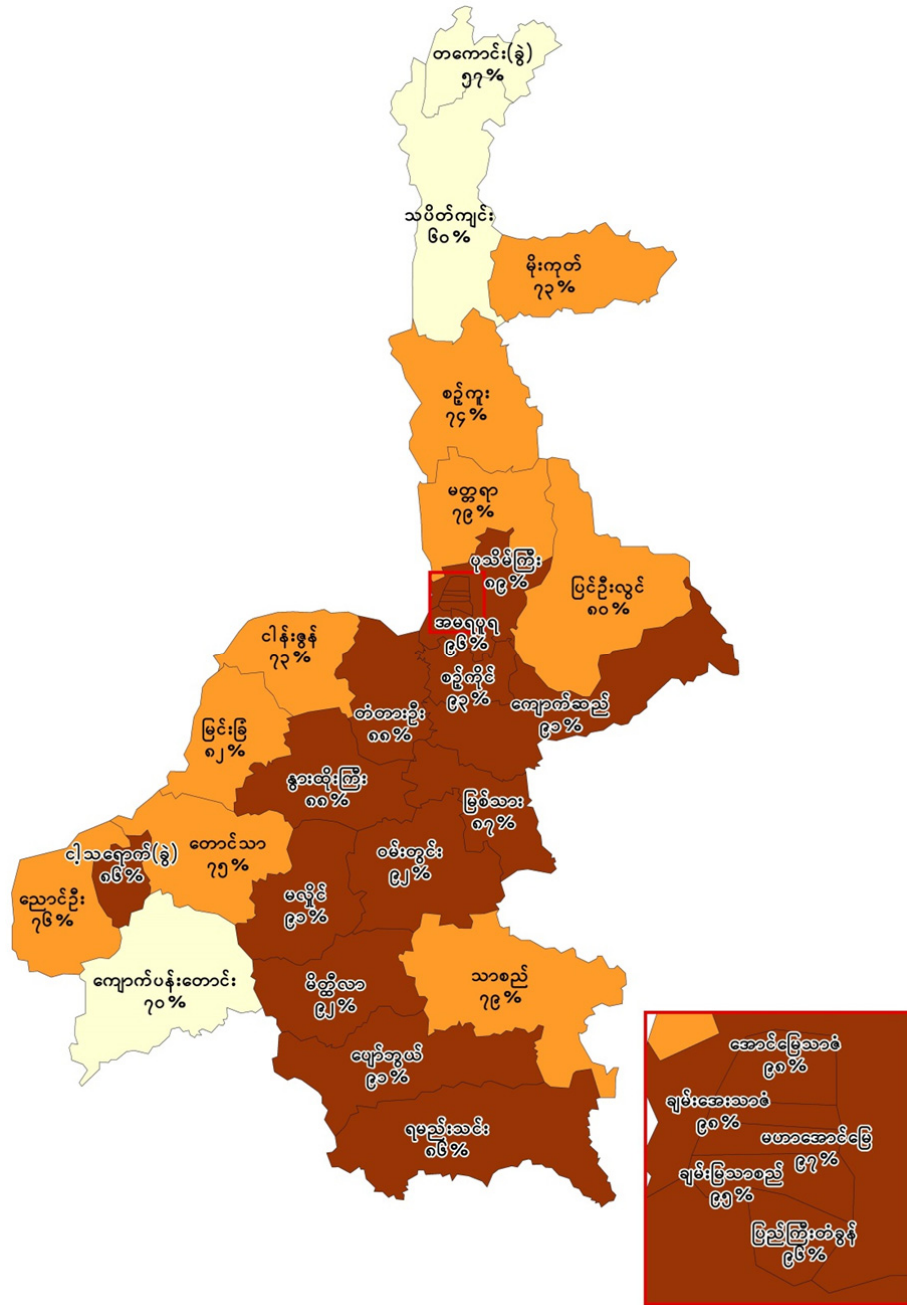 တကောင်း(ခွဲ)
၅၇%
သပိတ်ကျင်း
၆၀%
မိုးကုတ်
၇၃%
စဉ့်ကူး
၇၄%
မတ္တရာ
၇၉%
ပုသိမ်ကြီး
၈၉%
ပြင်ဦးလွင်
၈၀%
အမရပူရ
၉၆%
ငါန်းဇွန်
၇၃%
စဉ့်ကိုင်
၉၃%
ကျောက်ဆည်
၉၁%
တံတားဦး
၈၈%
မြင်းခြံ
၈၂%
နွားထိုးကြီး
၈၈%
မြစ်သား
၈၇%
တောင်သာ
၇၅%
ဝမ်းတွင်း
၉၂%
ငါ့သရောက်(ခွဲ)
၈၆%
ညောင်ဦး
၇၆%
မလှိုင်
၉၁%
ကျောက်ပန်းတောင်း
၇၀%
မိတ္ထီလာ
၉၂%
သာစည်
၇၉%
ပျော်ဘွယ်
၉၁%
ရမည်းသင်း
၈၆%
အောင်မြေသာဇံ
၉၈%
ချမ်းအေးသာဇံ
၉၈%
မဟာအောင်မြေ
၉၇%
ချမ်းမြသာစည်
၉၅%
ပြည်ကြီးတံခွန်
၉၆%